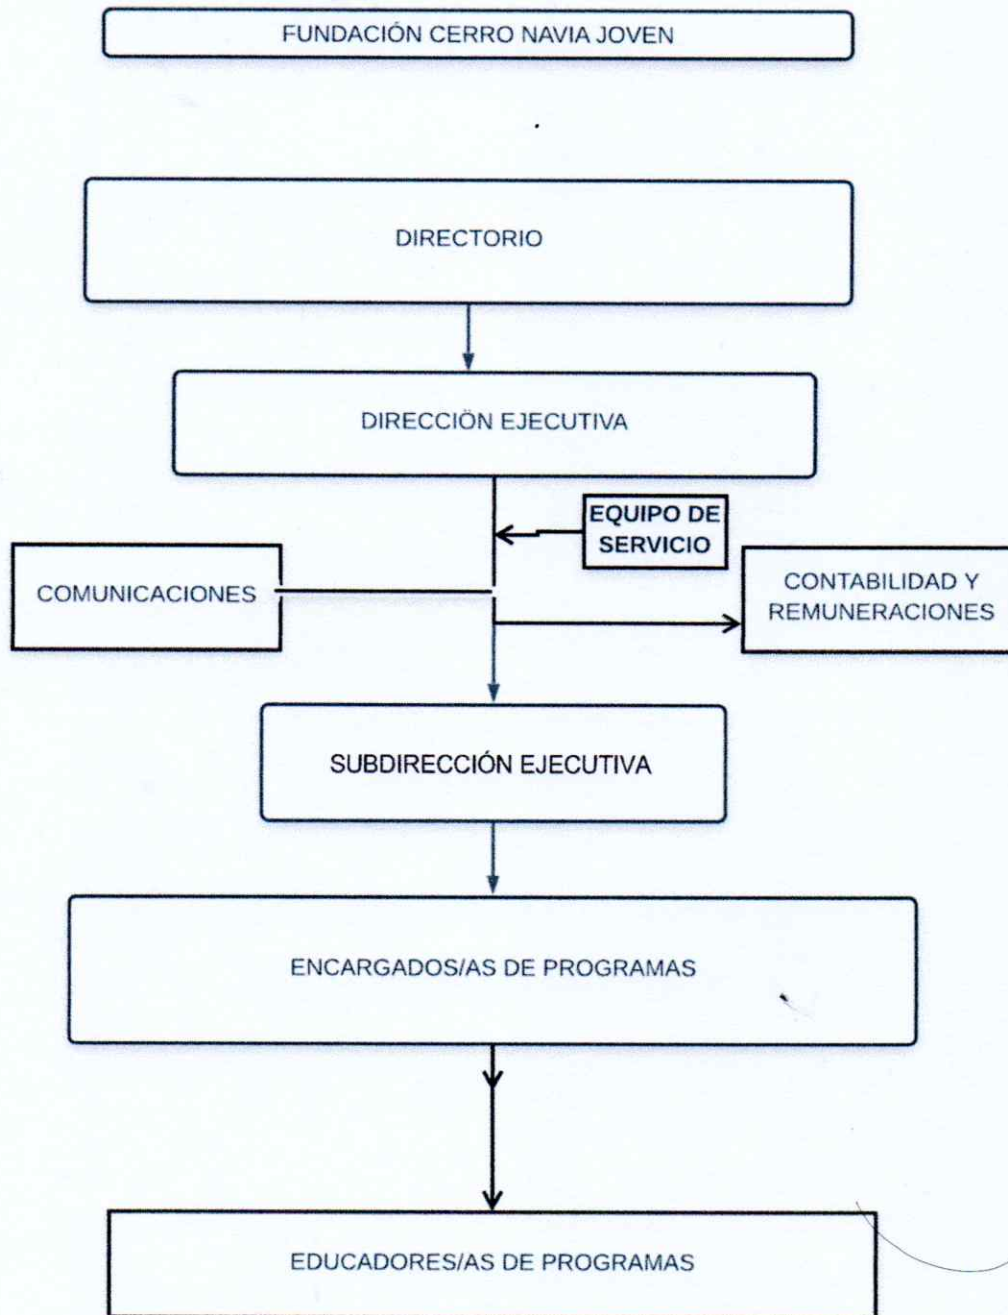 FUNDACIÓN CERRO NAVIA JOVEN
DIRECTORIO
DIRECCIÖN EJECUTIVA
EQUIPO DE
SERVICIO
COMUNICACIONES
CONTABILIDAD Y
REMUNERACIONES
SUBDIRECCIÓN EJECUTIVA
ENCARGADOS/AS DE PROGRAMAS
EDUCADORES/AS DE PROGRAMAS